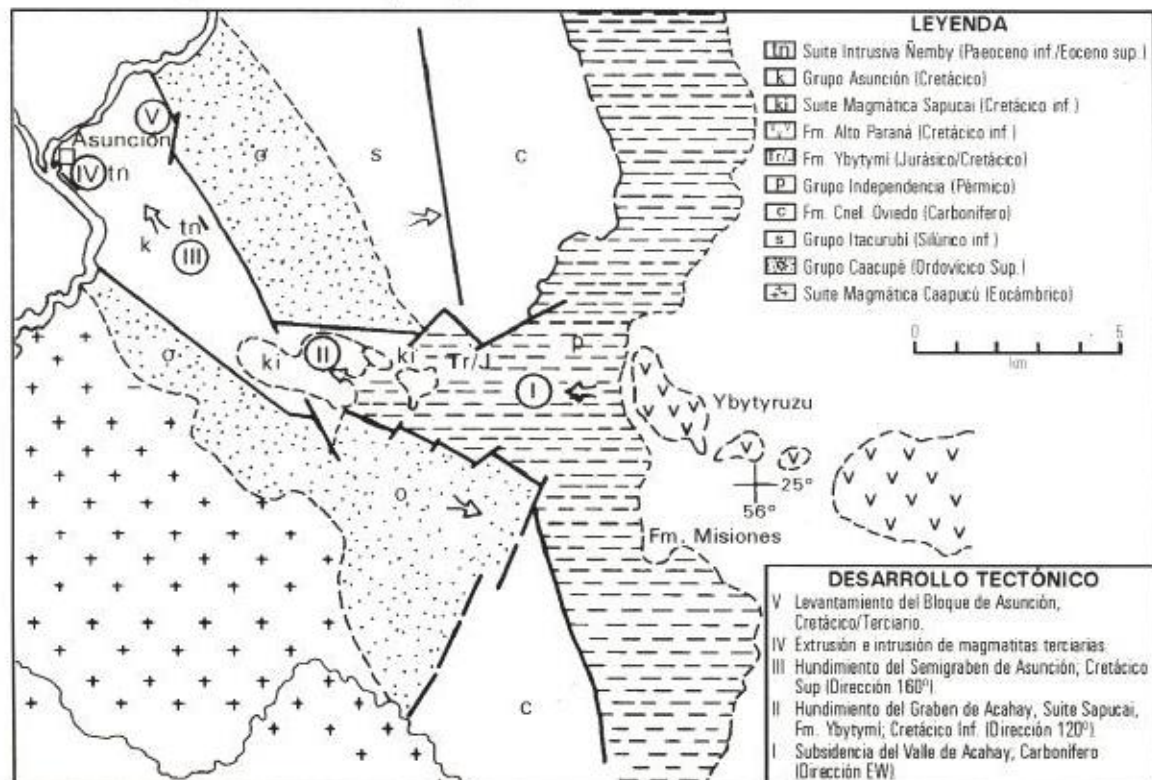 LEYENDA
tn Suite Intrusiva Ñemby (Paeoceno inf./Eoceno sup.)
k Grupo Asunción (Cretácico)
ki Suite Magmática Sapucai (Cretácico inf.)
v Fm. Alto Paraná (Cretácico inf.)
Tr/J Fm. Ybytymí (Jurásico/Cretácico)
p Grupo Independencia (Pérmico)
c Fm. Cnel. Oviedo (Carbonífero)
s Grupo Itacurubí (Silúrico inf.)
Grupo Caacupé (Ordovícico Sup.)
Suite Magmática Caapucú (Eocámbrico)
0 5
km
V
Asunción
IV tn
k
tn
III
o
s
c
o
ki
II
ki
Tr/J
p
I
Ybytyruzu
25°
56°
o
Fm. Misiones
c
DESARROLLO TECTÓNICO
V Levantamiento del Bloque de Asunción,
Cretácico/Terciario.
IV Extrusión e intrusión de magmatitas terciarias.
III Hundimiento del Semigraben de Asunción; Cretácico
Sup (Dirección 160°).
II Hundimiento del Graben de Acahay, Suite Sapucai,
Fm. Ybytymí; Cretácico Inf. (Dirección 120°).
I Subsidencia del Valle de Acahay, Carbonífero
(Dirección EW)